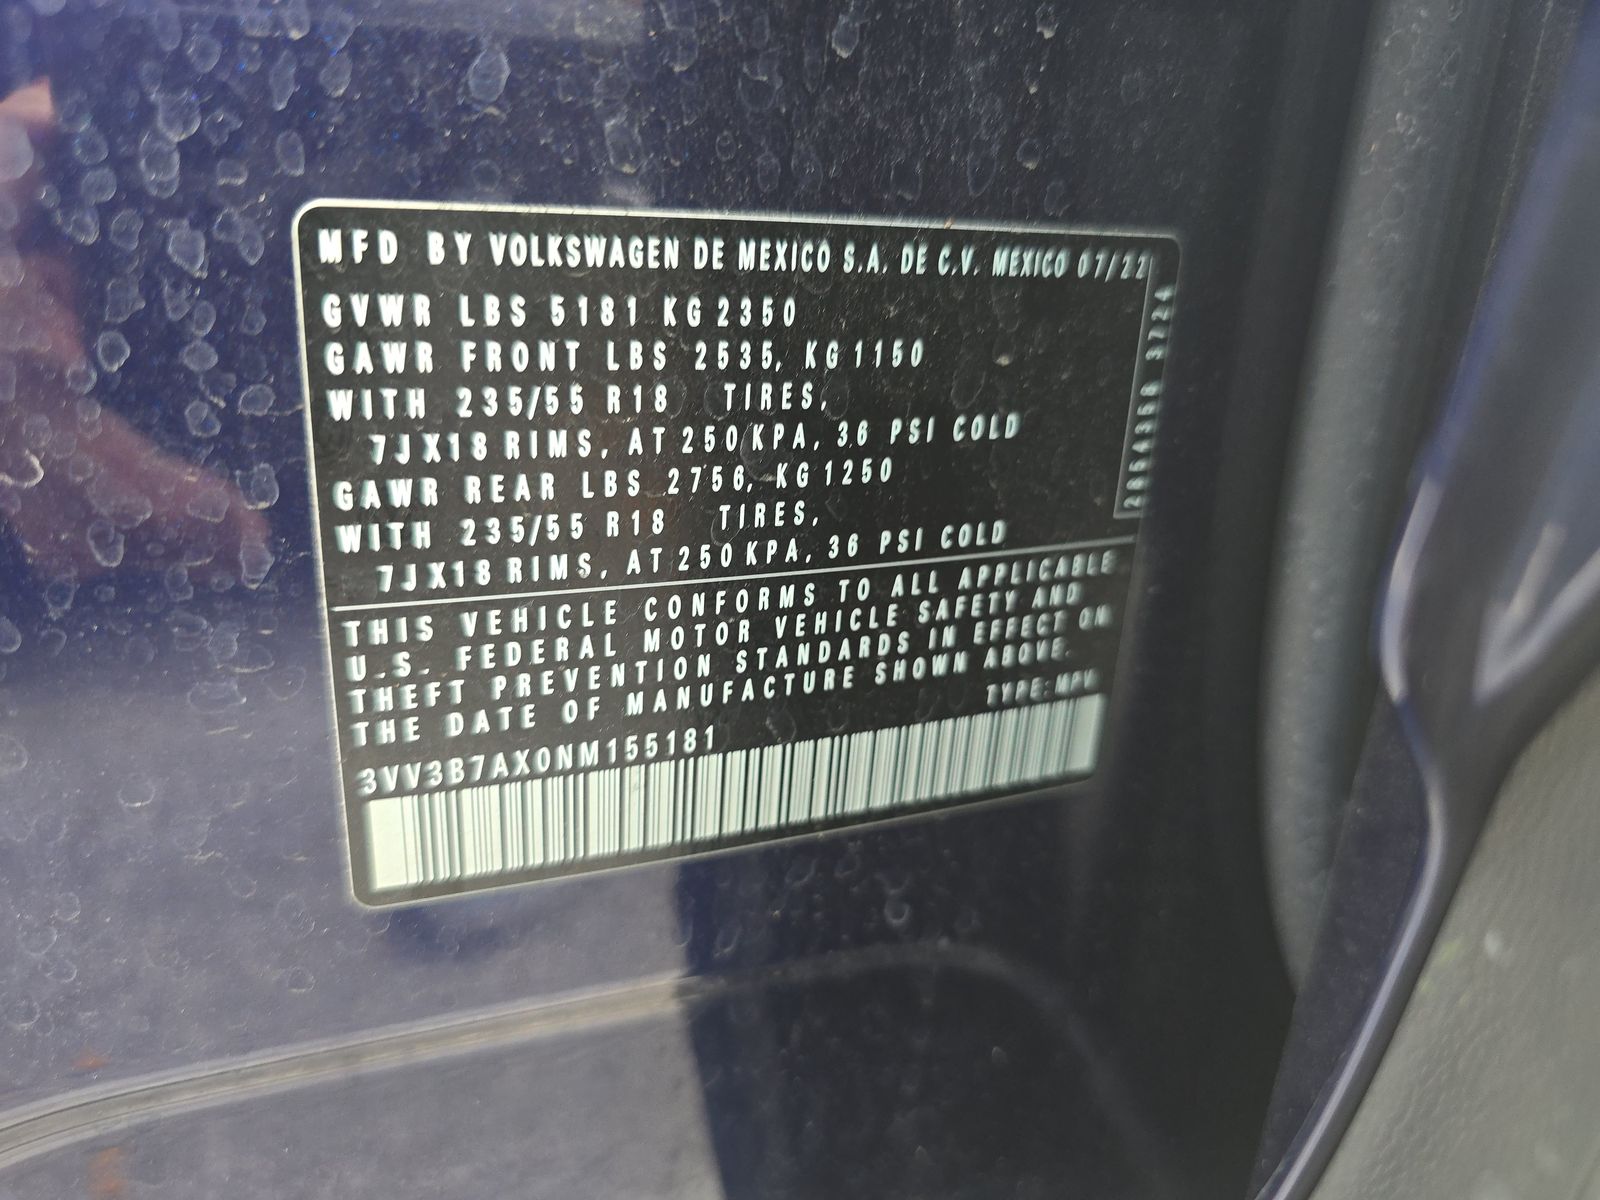 MFD BY VOLKSWAGEN DE MEXICO S.A. DE C.V. MEXICO 07/22
GVWR LBS 5181 KG 2350
GAWR FRONT LBS 2535, KG 1150
WITH 235/55 R18 TIRES,
7JX18 RIMS, AT 250 KPA, 36 PSI COLD
GAWR REAR LBS 2756, KG 1250
WITH 235/55 R18 TIRES,
7JX18 RIMS, AT 250 KPA, 36 PSI COLD
THIS VEHICLE CONFORMS TO ALL APPLICABLE
U.S. FEDERAL MOTOR VEHICLE SAFETY AND
THEFT PREVENTION STANDARDS IN EFFECT ON
THE DATE OF MANUFACTURE SHOWN ABOVE.
TYPE: MPV
3VV3B7AX0NM155181